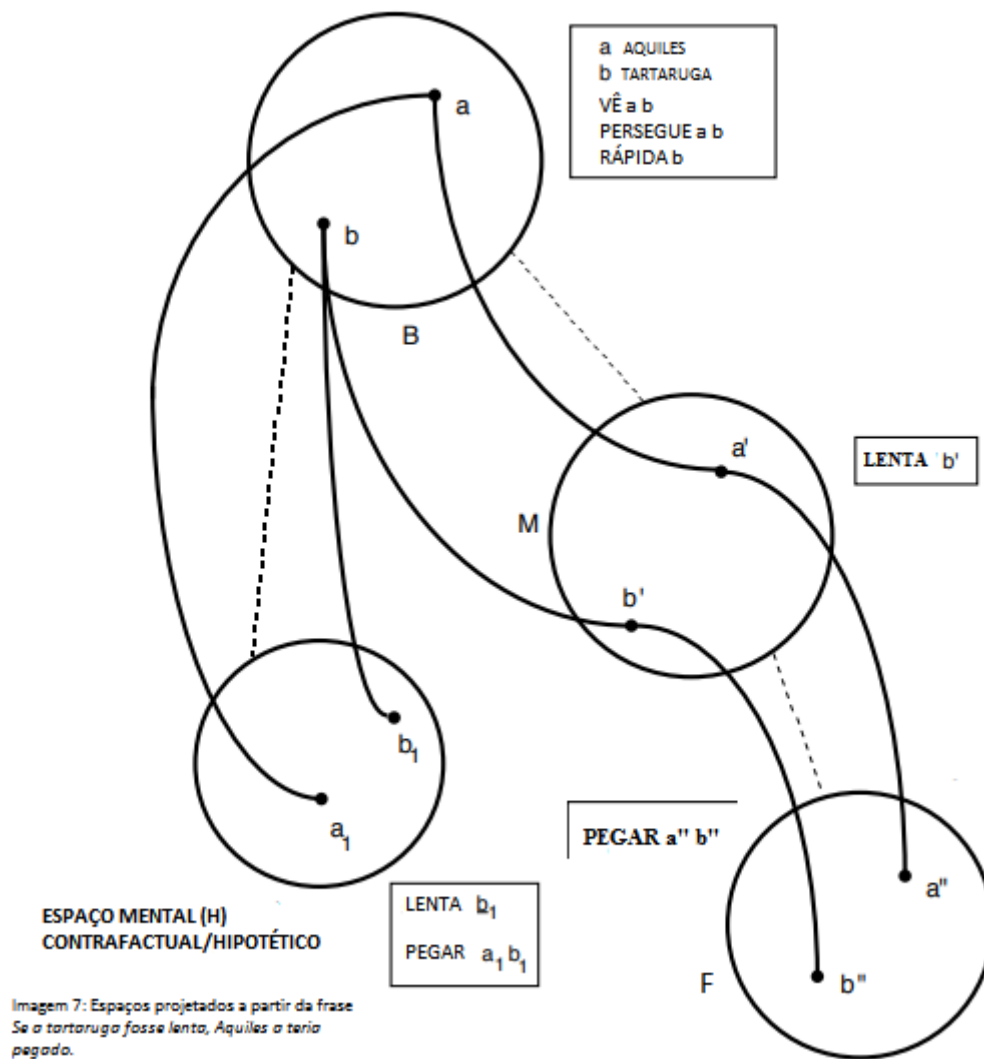 a AQUILES
b TARTARUGA
VÊ a b
PERSEGUE a b
RÁPIDA b
a
b
B
a'
LENTA b'
M
b'
b₁
a₁
PEGAR a" b"
a"
LENTA b₁
PEGAR a₁ b₁
ESPAÇO MENTAL (H)
CONTRAFACTUAL/HIPOTÉTICO
F
b"
Imagem 7: Espaços projetados a partir da frase
Se a tartaruga fosse lenta, Aquiles a teria
pegado.